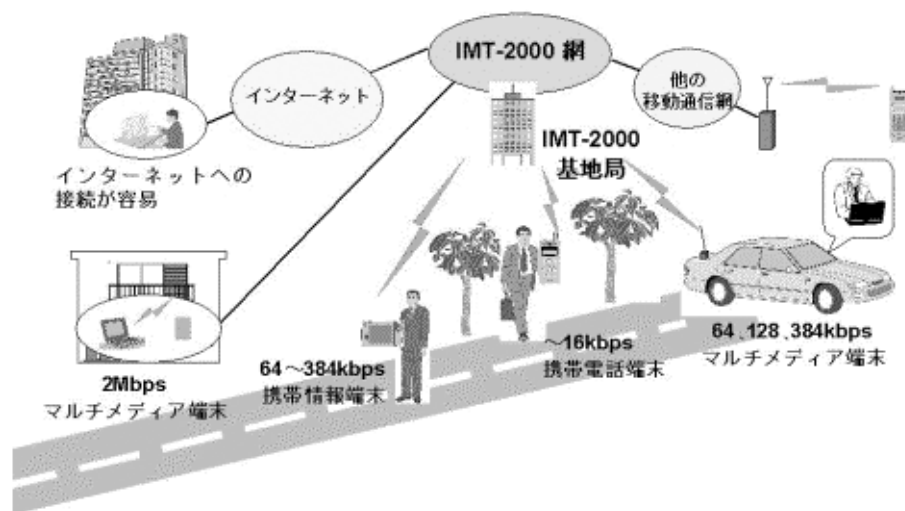 IMT-2000 網
インターネット
他の
移動通信網
IMT-2000
基地局
インターネットへの
接続が容易
2Mbps
マルチメディア端末
64～384kbps
携帯情報端末
～16kbps
携帯電話端末
64、128、384kbps
マルチメディア端末